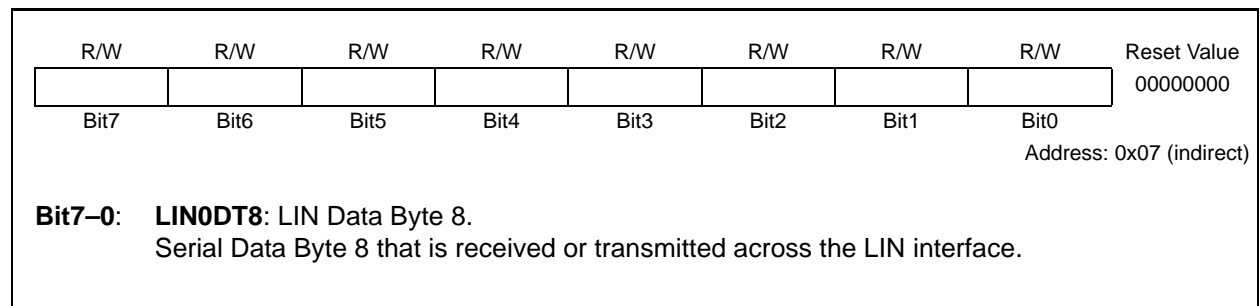 R/W R/W R/W R/W R/W R/W R/W R/W Reset Value
00000000
Bit7 Bit6 Bit5 Bit4 Bit3 Bit2 Bit1 Bit0
Address: 0x07 (indirect)
Bit7–0: LIN0DT8: LIN Data Byte 8.
Serial Data Byte 8 that is received or transmitted across the LIN interface.